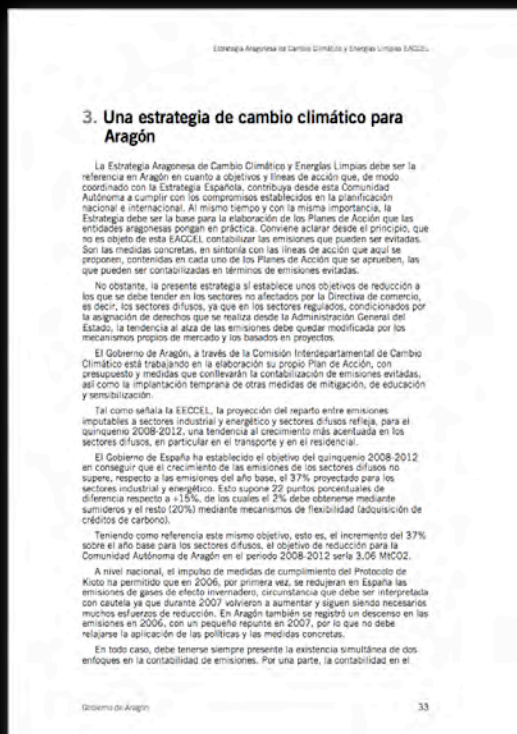 Estrategia Aragonesa de Cambio Climático y Energías Limpias EACCEL
3. Una estrategia de cambio climático para
Aragón
La Estrategia Aragonesa de Cambio Climático y Energías Limpias debe ser la
referencia en Aragón en cuanto a objetivos y líneas de acción que, de modo
coordinado con la Estrategia Española, contribuya desde esta Comunidad
Autónoma a cumplir con los compromisos establecidos en la planificación
nacional e internacional. Al mismo tiempo y con la misma importancia, la
Estrategia debe ser la base para la elaboración de los Planes de Acción que las
entidades aragonesas pongan en práctica. Conviene aclarar desde el principio, que
no es objeto de esta EACCEL contabilizar las emisiones que pueden ser evitadas.
Son las medidas concretas, en sintonía con las líneas de acción que aquí se
proponen, contenidas en cada uno de los Planes de Acción que se aprueben, las
que pueden ser contabilizadas en términos de emisiones evitadas.
No obstante, la presente estrategia sí establece unos objetivos de reducción a
los que se debe tender en los sectores no afectados por la Directiva de comercio,
es decir, los sectores difusos, ya que en los sectores regulados, condicionados por
la asignación de derechos que se realiza desde la Administración General del
Estado, la tendencia al alza de las emisiones debe quedar modificada por los
mecanismos propios de mercado y los basados en proyectos.
El Gobierno de Aragón, a través de la Comisión Interdepartamental de Cambio
Climático está trabajando en la elaboración su propio Plan de Acción, con
presupuesto y medidas que conllevarán la contabilización de emisiones evitadas,
así como la implantación temprana de otras medidas de mitigación, de educación
y sensibilización.
Tal como señala la EECCEL, la proyección del reparto entre emisiones
imputables a sectores industrial y energético y sectores difusos refleja, para el
quinquenio 2008-2012, una tendencia al crecimiento más acentuada en los
sectores difusos, en particular en el transporte y en el residencial.
El Gobierno de España ha establecido el objetivo del quinquenio 2008-2012
en conseguir que el crecimiento de las emisiones de los sectores difusos no
supere, respecto a las emisiones del año base, el 37% proyectado para los
sectores industrial y energético. Esto supone 22 puntos porcentuales de
diferencia respecto a +15%, de los cuales el 2% debe obtenerse mediante
sumideros y el resto (20%) mediante mecanismos de flexibilidad (adquisición de
créditos de carbono).
Teniendo como referencia este mismo objetivo, esto es, el incremento del 37%
sobre el año base para los sectores difusos, el objetivo de reducción para la
Comunidad Autónoma de Aragón en el periodo 2008-2012 sería 3,06 MtCO2.
A nivel nacional, el impulso de medidas de cumplimiento del Protocolo de
Kioto ha permitido que en 2006, por primera vez, se redujeran en España las
emisiones de gases de efecto invernadero, circunstancia que debe ser interpretada
con cautela ya que durante 2007 volvieron a aumentar y siguen siendo necesarios
muchos esfuerzos de reducción. En Aragón también se registró un descenso en las
emisiones en 2006, con un pequeño repunte en 2007, por lo que no debe
relajarse la aplicación de las políticas y las medidas concretas.
En todo caso, debe tenerse siempre presente la existencia simultánea de dos
enfoques en la contabilidad de emisiones. Por una parte, la contabilidad en el
Gobierno de Aragón
33